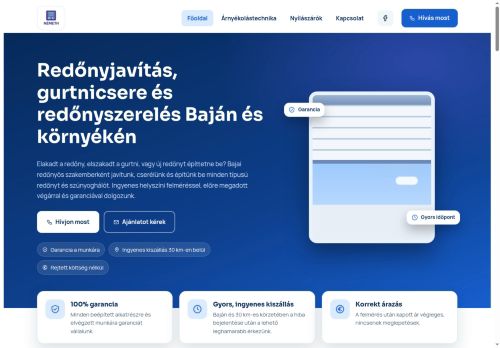 NÉMETH
Főoldal
Árnyékolástechnika
Nyílászárók
Kapcsolat
Hívás most
Redőnyjavítás,
gurtnicsere és
redőnyszerelés Baján és
környékén
Elakadt a redőny, elszakadt a gurtni, vagy új redőnyt építtetne be? Bajai
redőnyös szakemberként javítunk, cserélünk és építünk be minden típusú
redőnyt és szúnyoghálót. Ingyenes helyszíni felméréssel, előre megadott
végárral és garanciával dolgozunk.
Hívjon most
Ajánlatot kérek
Garancia a munkára
Ingyenes kiszállás 30 km-en belül
Rejtett költség nélkül
Garancia
Gyors időpont
100% garancia
Minden beépített alkatrészre és
elvégzett munkára garanciát
vállalunk.
Gyors, ingyenes kiszállás
Baján és 30 km-es körzetében a hiba
bejelentése után a lehető
leghamarabb érkezünk.
Korrekt árazás
A felmérés után kapott ár végleges,
nincsenek meglepetések.